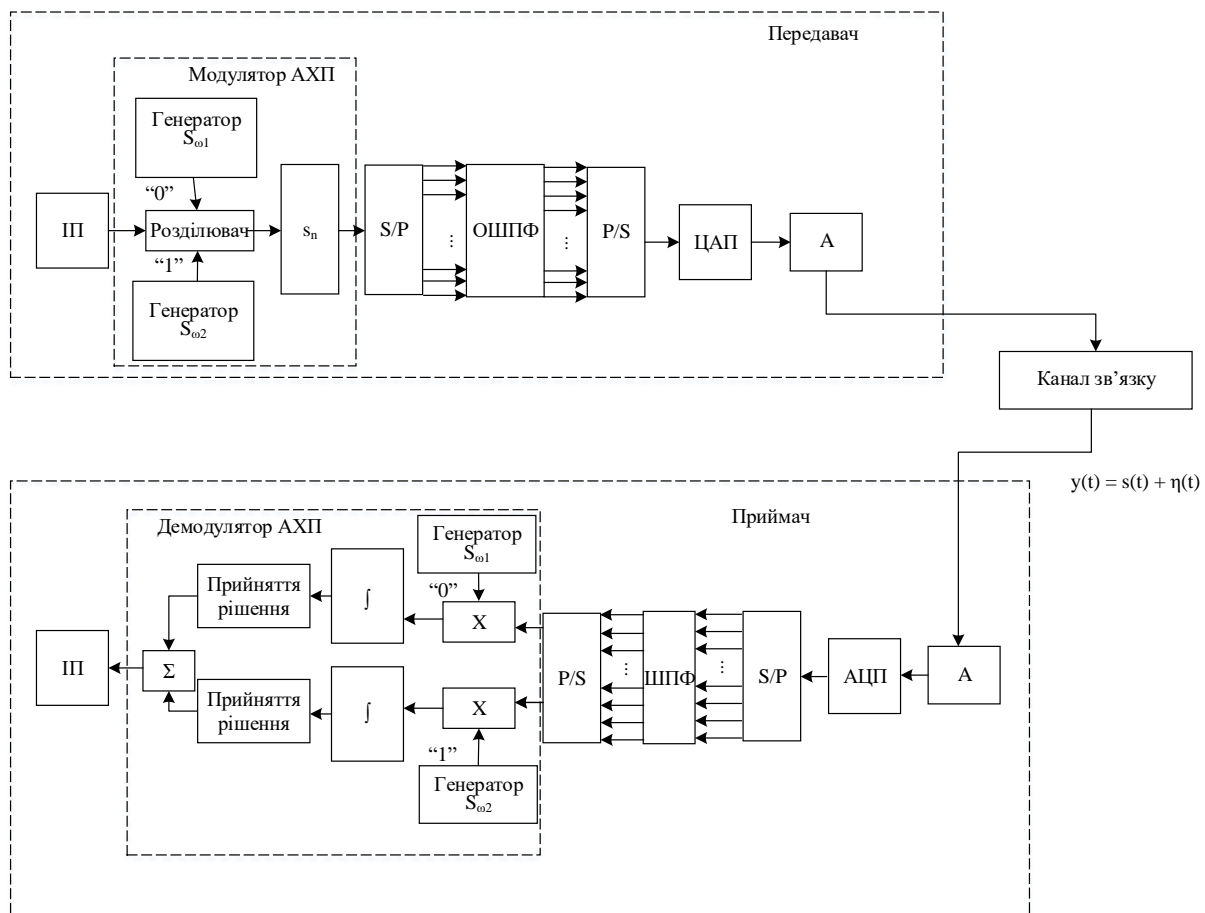 Передавач
Модулятор АХП
Генератор
Sω1
“0”
ІП
Розділювач
sn
S/P
⋮
ОШПФ
⋮
P/S
ЦАП
A
“1”
Генератор
Sω2
Канал зв’язку
y(t) = s(t) + η(t)
Приймач
Демодулятор АХП
Генератор
Sω1
“0”
Прийняття
рішення
∫
X
ІП
Σ
P/S
⋮
ШПФ
⋮
S/P
АЦП
A
Прийняття
рішення
∫
X
“1”
Генератор
Sω2